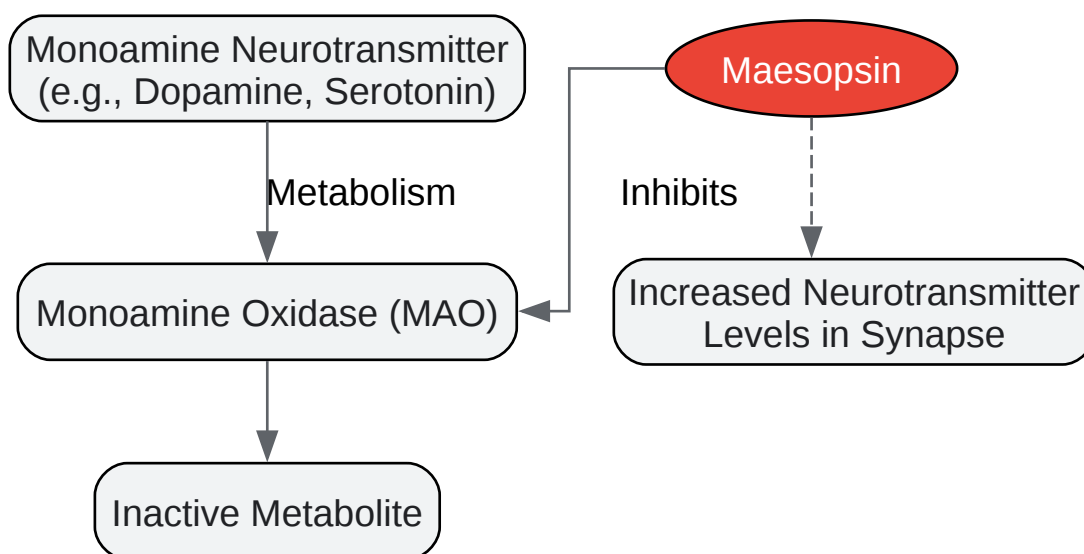 Monoamine Neurotransmitter
(e.g., Dopamine, Serotonin)
Maesopsin
Metabolism
Inhibits
Monoamine Oxidase (MAO)
Increased Neurotransmitter
Levels in Synapse
Inactive Metabolite